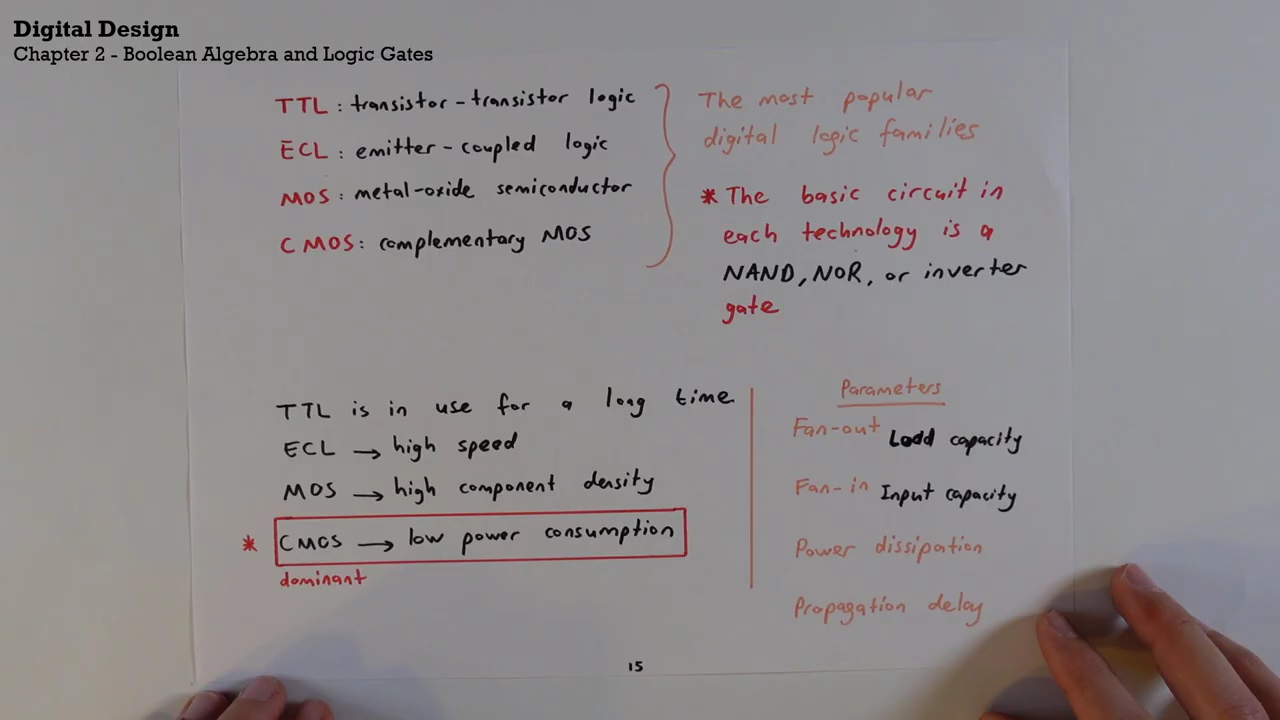 Digital Design
Chapter 2 - Boolean Algebra and Logic Gates
TTL : transistor-transistor logic
ECL : emitter-coupled logic
MOS : metal-oxide semiconductor
CMOS : complementary MOS
The most popular
digital logic families
* The basic circuit in
each technology is a
NAND, NOR, or inverter
gate
TTL is in use for a long time
ECL → high speed
MOS → high component density
* CMOS → low power consumption
dominant
Parameters
Fan-out Load capacity
Fan-in Input capacity
Power dissipation
Propagation delay
15